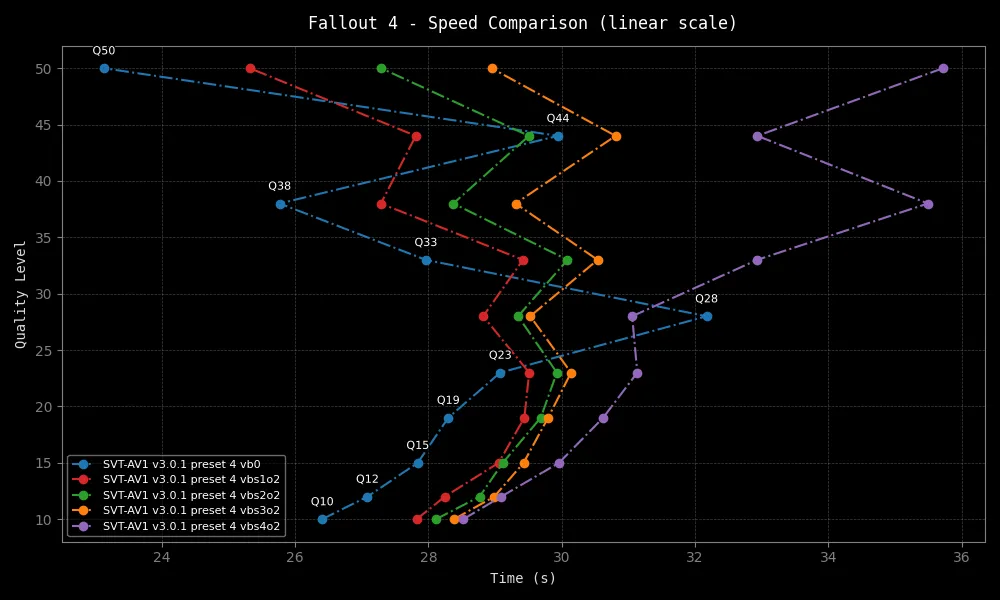 Fallout 4 - Speed Comparison (linear scale)
Q50
50
45
Q44
40
Q38
35
Q33
30
Q28
25
Q23
20
Q19
15
Q15
Q12
10
Q10
Quality Level
SVT-AV1 v3.0.1 preset 4 vb0
SVT-AV1 v3.0.1 preset 4 vbs1o2
SVT-AV1 v3.0.1 preset 4 vbs2o2
SVT-AV1 v3.0.1 preset 4 vbs3o2
SVT-AV1 v3.0.1 preset 4 vbs4o2
24 26 28 30 32 34 36
Time (s)